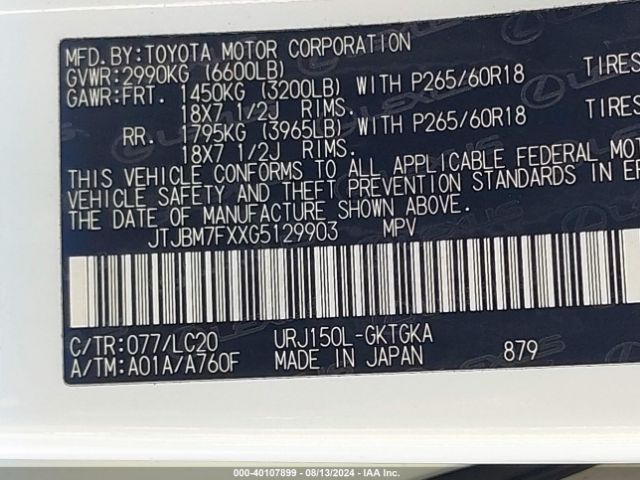 MFD.BY:TOYOTA MOTOR CORPORATION
GVWR:2990KG (6600LB)
GAWR:FRT. 1450KG (3200LB) WITH P265/60R18 TIRES
18X7 1/2J RIMS.
RR. 1795KG (3965LB) WITH P265/60R18 TIRES
18X7 1/2J RIMS.
THIS VEHICLE CONFORMS TO ALL APPLICABLE FEDERAL MOT
VEHICLE SAFETY AND THEFT PREVENTION STANDARDS IN EF
THE DATE OF MANUFACTURE SHOWN ABOVE.
JTJBM7FXXG5129903 MPV
C/TR:077/LC20 URJ150L-GKTGKA
A/TM:A01A/A760F MADE IN JAPAN 879
000-40107899 - 08/13/2024 - IAA Inc.